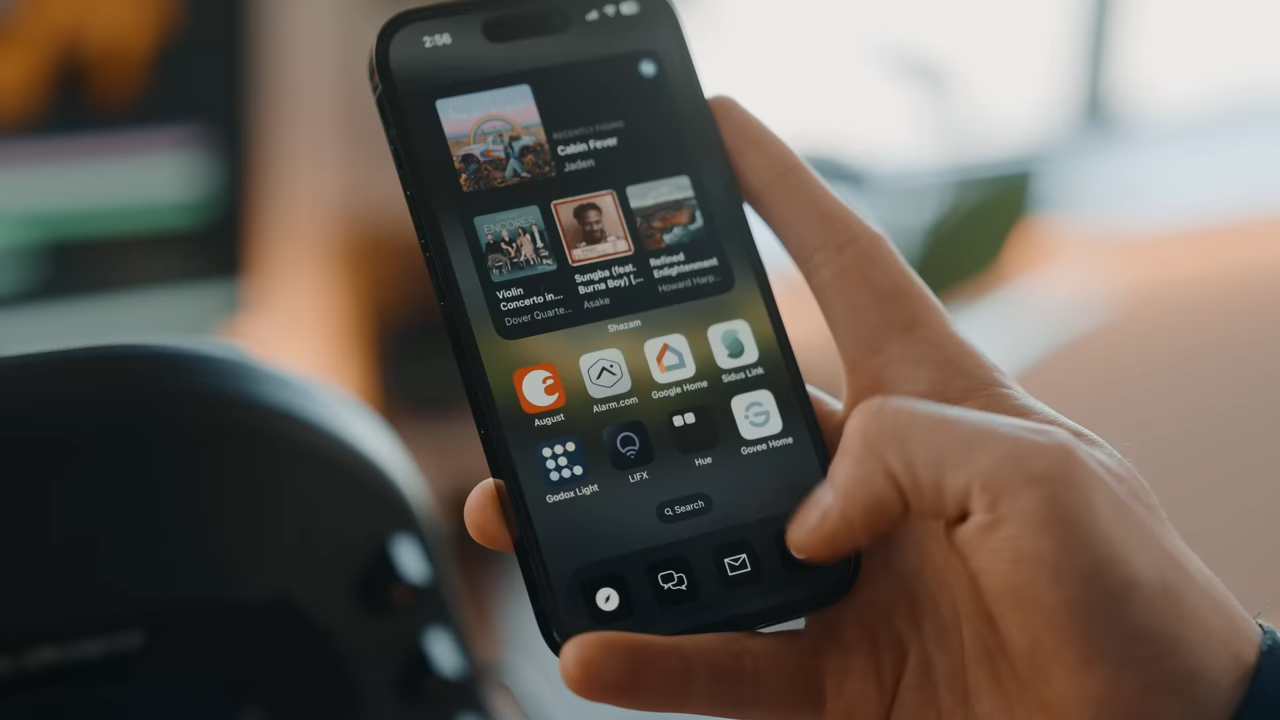 2:56
RECENTLY FOUND
Cabin Fever
Jaden
ENCORES
Violin
Concerto in...
Dover Quarte...
Sungba (feat.
Burna Boy) [...
Asake
Refined
Enlightenment
Howard Harp...
Shazam
August
Alarm.com
Google Home
Sidus Link
Godox Light
LIFX
Hue
Govee Home
Search